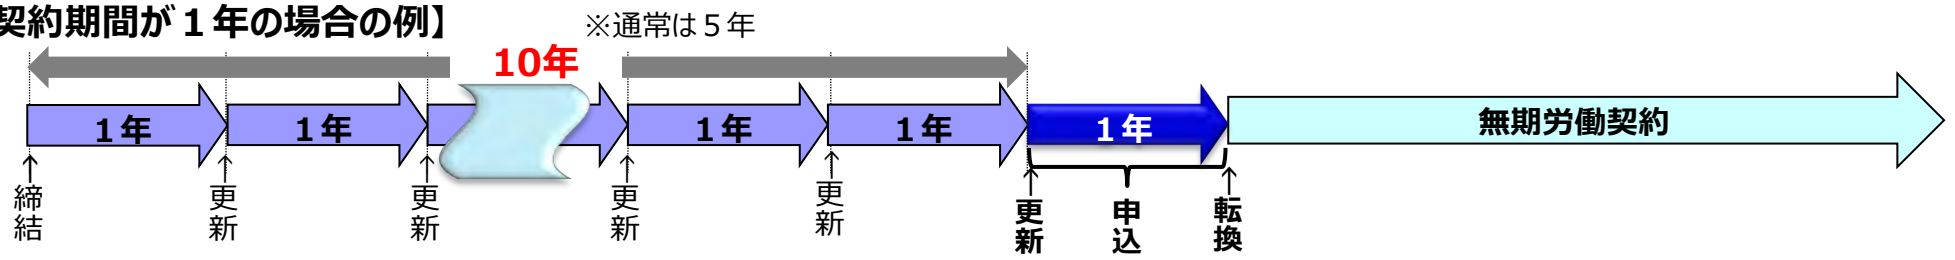 契約期間が１年の場合の例】
※通常は５年
10年
１年
１年
１年
１年
１年
無期労働契約
↑締結
↑更新
↑更新
↑更新
↑更新
↑更新
申込
↑転換